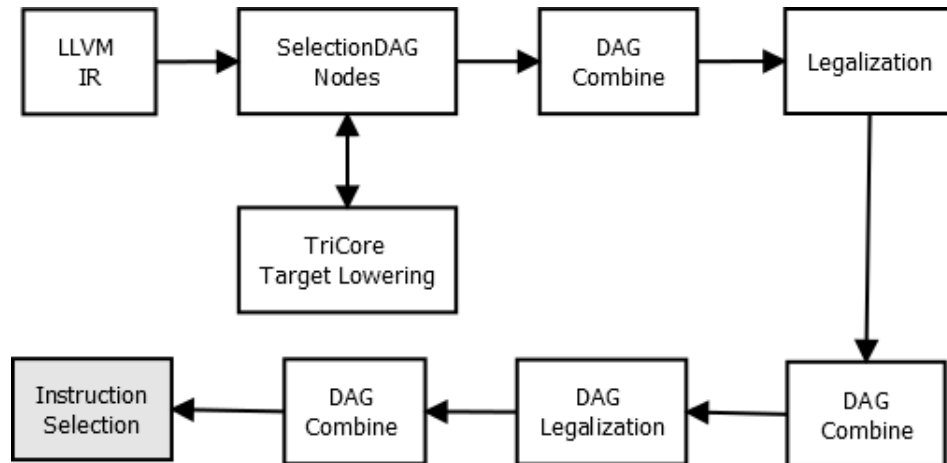 LLVM
IR
SelectionDAG
Nodes
DAG
Combine
Legalization
TriCore
Target Lowering
Instruction
Selection
DAG
Combine
DAG
Legalization
DAG
Combine